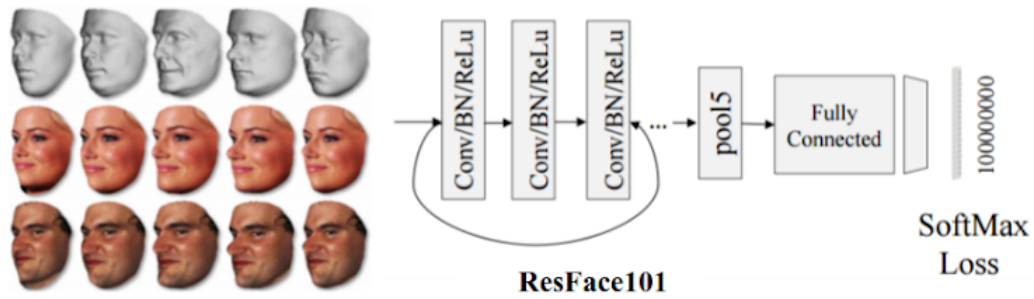 Conv/BN/ReLu
Conv/BN/ReLu
Conv/BN/ReLu
...
pool5
Fully
Connected
100000000
SoftMax
Loss
ResFace101